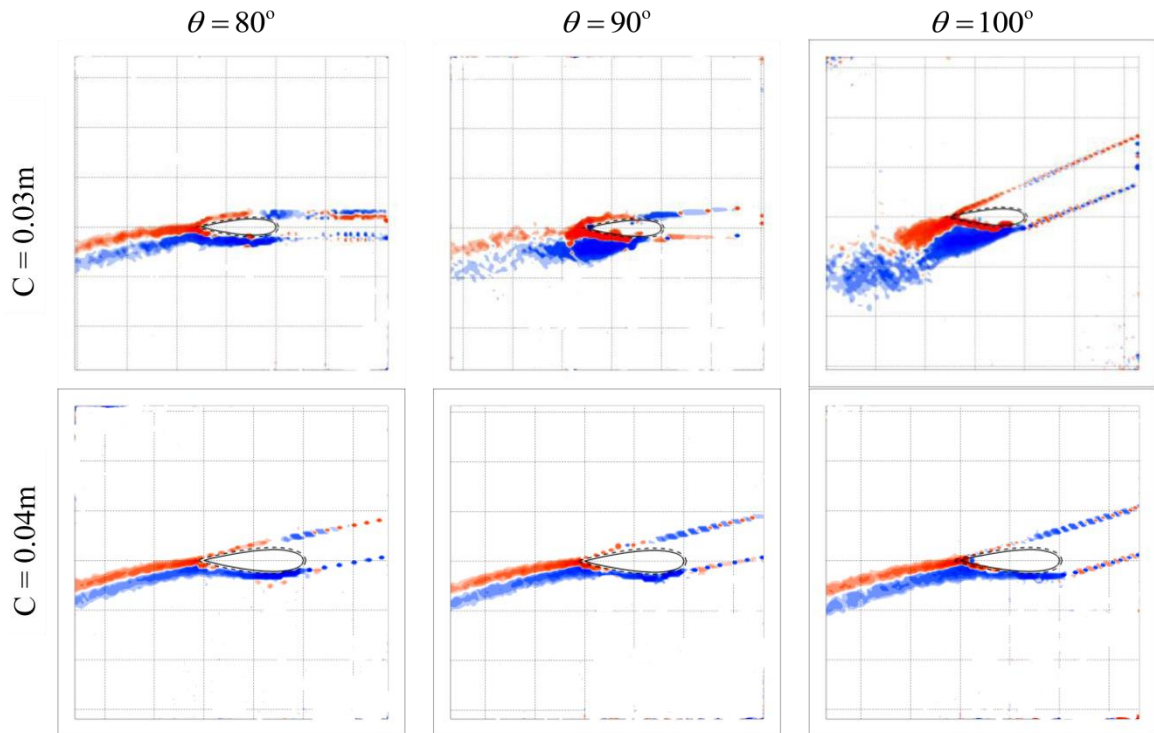 θ = 80°
θ = 90°
θ = 100°
C = 0.03m
C = 0.04m